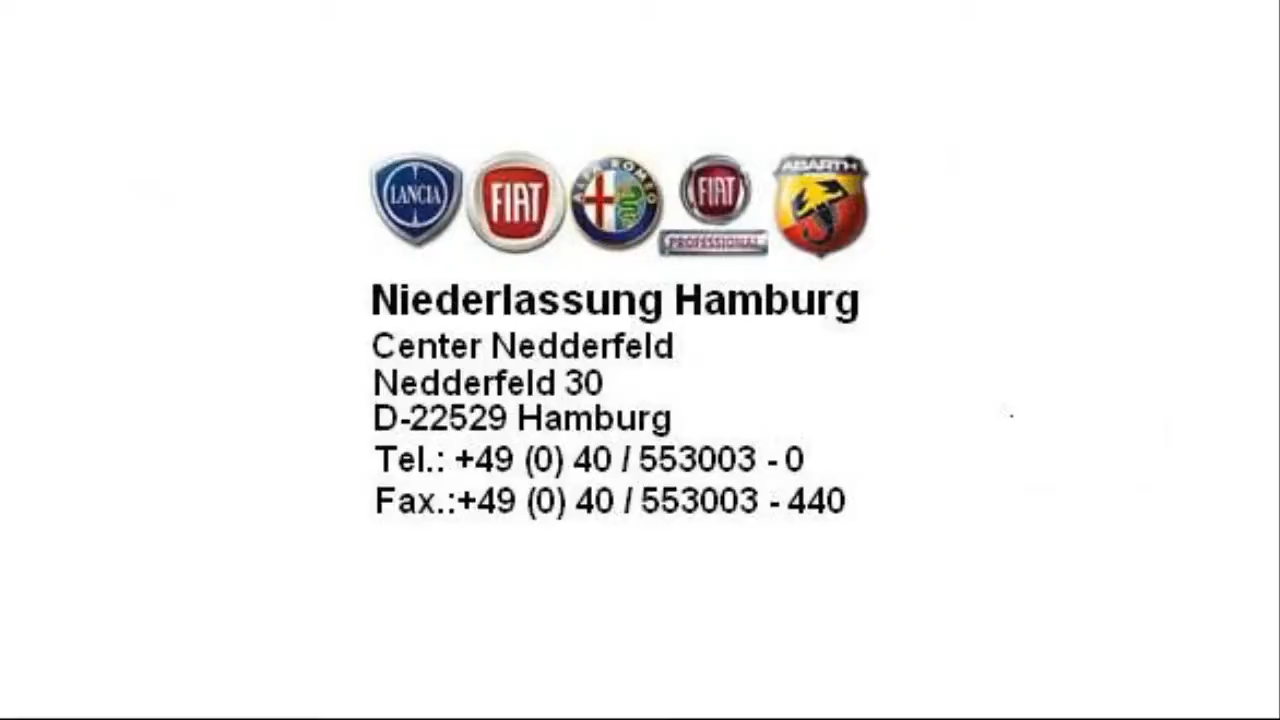 LANCIA FIAT ALFA ROMEO FIAT ABARTH
PROFESSIONAL
Niederlassung Hamburg
Center Nedderfeld
Nedderfeld 30
D-22529 Hamburg
Tel.: +49 (0) 40 / 553003 - 0
Fax.:+49 (0) 40 / 553003 - 440